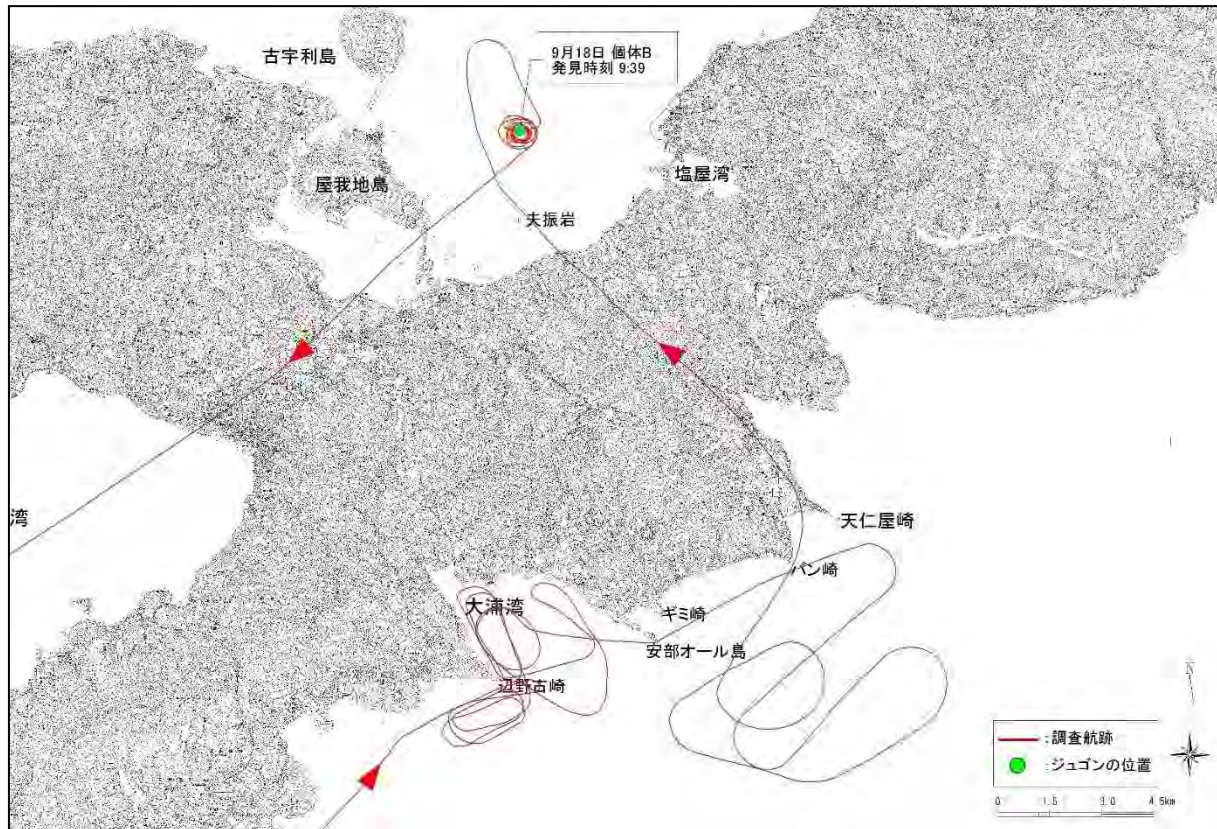 古宇利島
9月18日 個体B
発見時刻 9:39
屋我地島
塩屋湾
夫振岩
湾
天仁屋崎
バン崎
大浦湾
ギミ崎
安部オール島
辺野古崎
N
:調査航跡
:ジュゴンの位置
0 1.5 3.0 4.5km